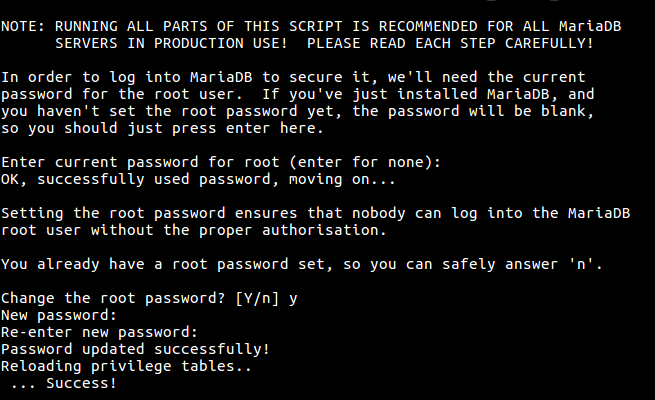 NOTE: RUNNING ALL PARTS OF THIS SCRIPT IS RECOMMENDED FOR ALL MariaDB
      SERVERS IN PRODUCTION USE!  PLEASE READ EACH STEP CAREFULLY!

In order to log into MariaDB to secure it, we'll need the current
password for the root user.  If you've just installed MariaDB, and
you haven't set the root password yet, the password will be blank,
so you should just press enter here.

Enter current password for root (enter for none):
OK, successfully used password, moving on...

Setting the root password ensures that nobody can log into the MariaDB
root user without the proper authorisation.

You already have a root password set, so you can safely answer 'n'.

Change the root password? [Y/n] y
New password:
Re-enter new password:
Password updated successfully!
Reloading privilege tables..
 ... Success!